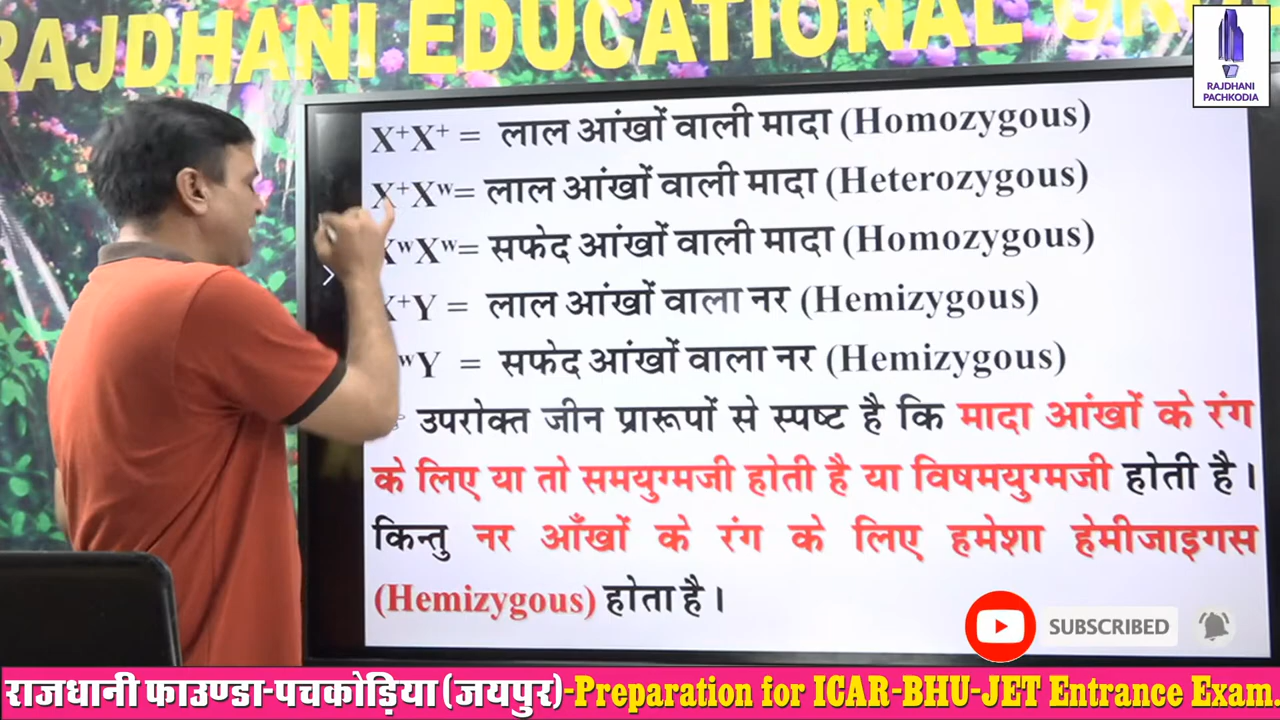 RAJDHANI EDUCATIONAL
RAJDHANI
PACHKODIA
X⁺X⁺ = लाल आंखों वाली मादा (Homozygous)
X⁺Xʷ= लाल आंखों वाली मादा (Heterozygous)
XʷXʷ= सफेद आंखों वाली मादा (Homozygous)
X⁺Y = लाल आंखों वाला नर (Hemizygous)
ʷY = सफेद आंखों वाला नर (Hemizygous)
उपरोक्त जीन प्रारूपों से स्पष्ट है कि मादा आंखों के रंग
के लिए या तो समयुग्मजी होती है या विषमयुग्मजी होती है।
किन्तु नर आँखों के रंग के लिए हमेशा हेमीजाइगस
(Hemizygous) होता है।
SUBSCRIBED
राजधानी फाउण्डा-पचकोड़िया (जयपुर)-Preparation for ICAR-BHU-JET Entrance Exam.